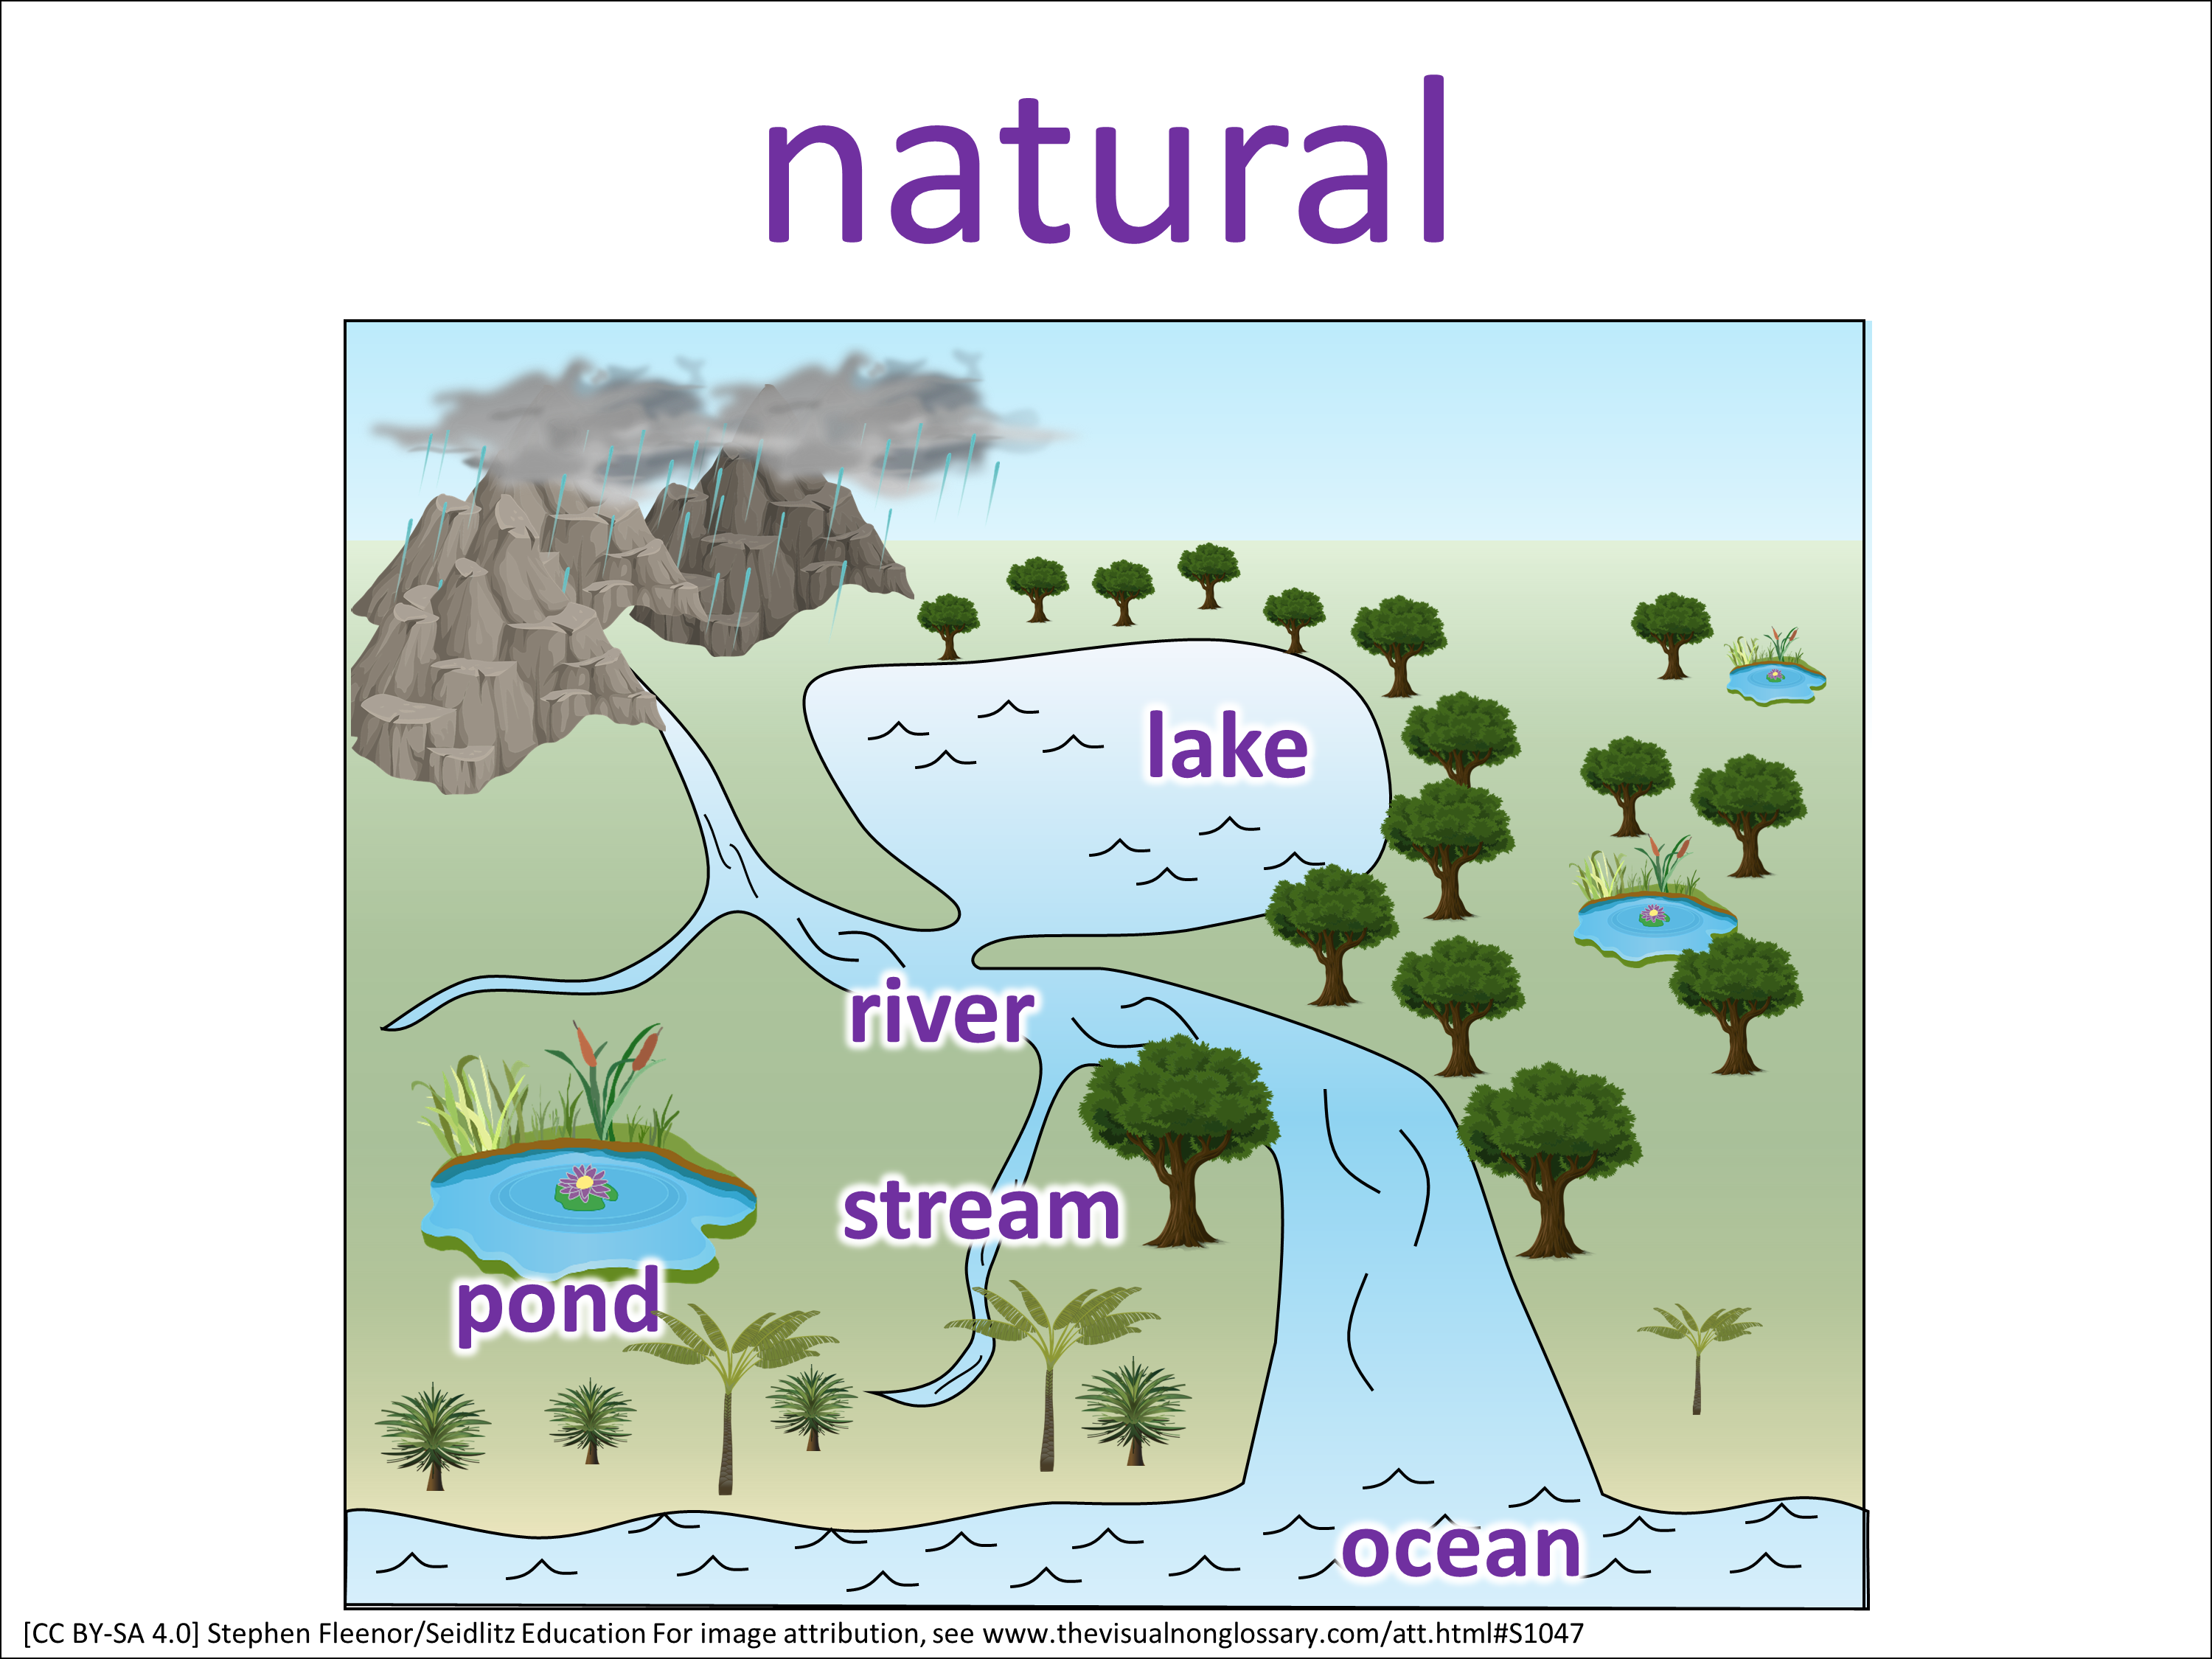 natural
lake
river
stream
pond
ocean
[CC BY-SA 4.0] Stephen Fleenor/Seidlitz Education For image attribution, see www.thevisualnonglossary.com/att.html#S1047